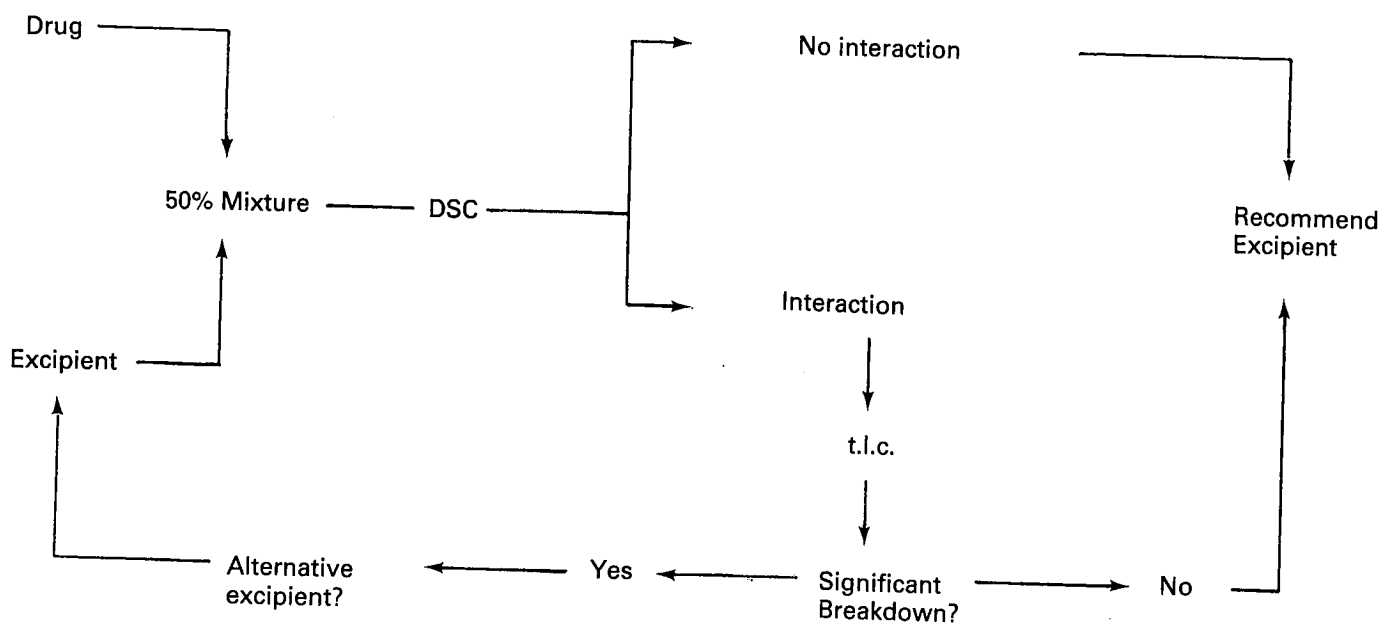 Drug
No interaction
50% Mixture
DSC
Recommend
Excipient
Interaction
Excipient
t.l.c.
Alternative
excipient?
Yes
Significant
Breakdown?
No